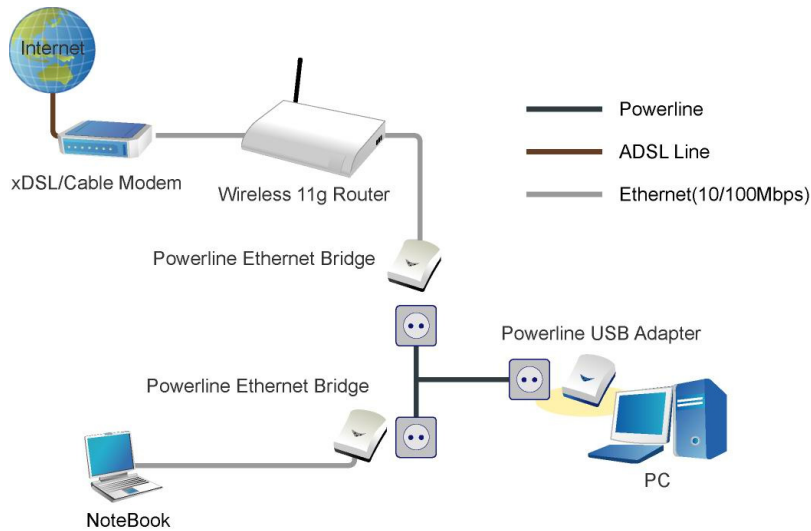 Internet
xDSL/Cable Modem
Wireless 11g Router
Powerline
ADSL Line
Ethernet(10/100Mbps)
Powerline Ethernet Bridge
Powerline USB Adapter
Powerline Ethernet Bridge
PC
NoteBook